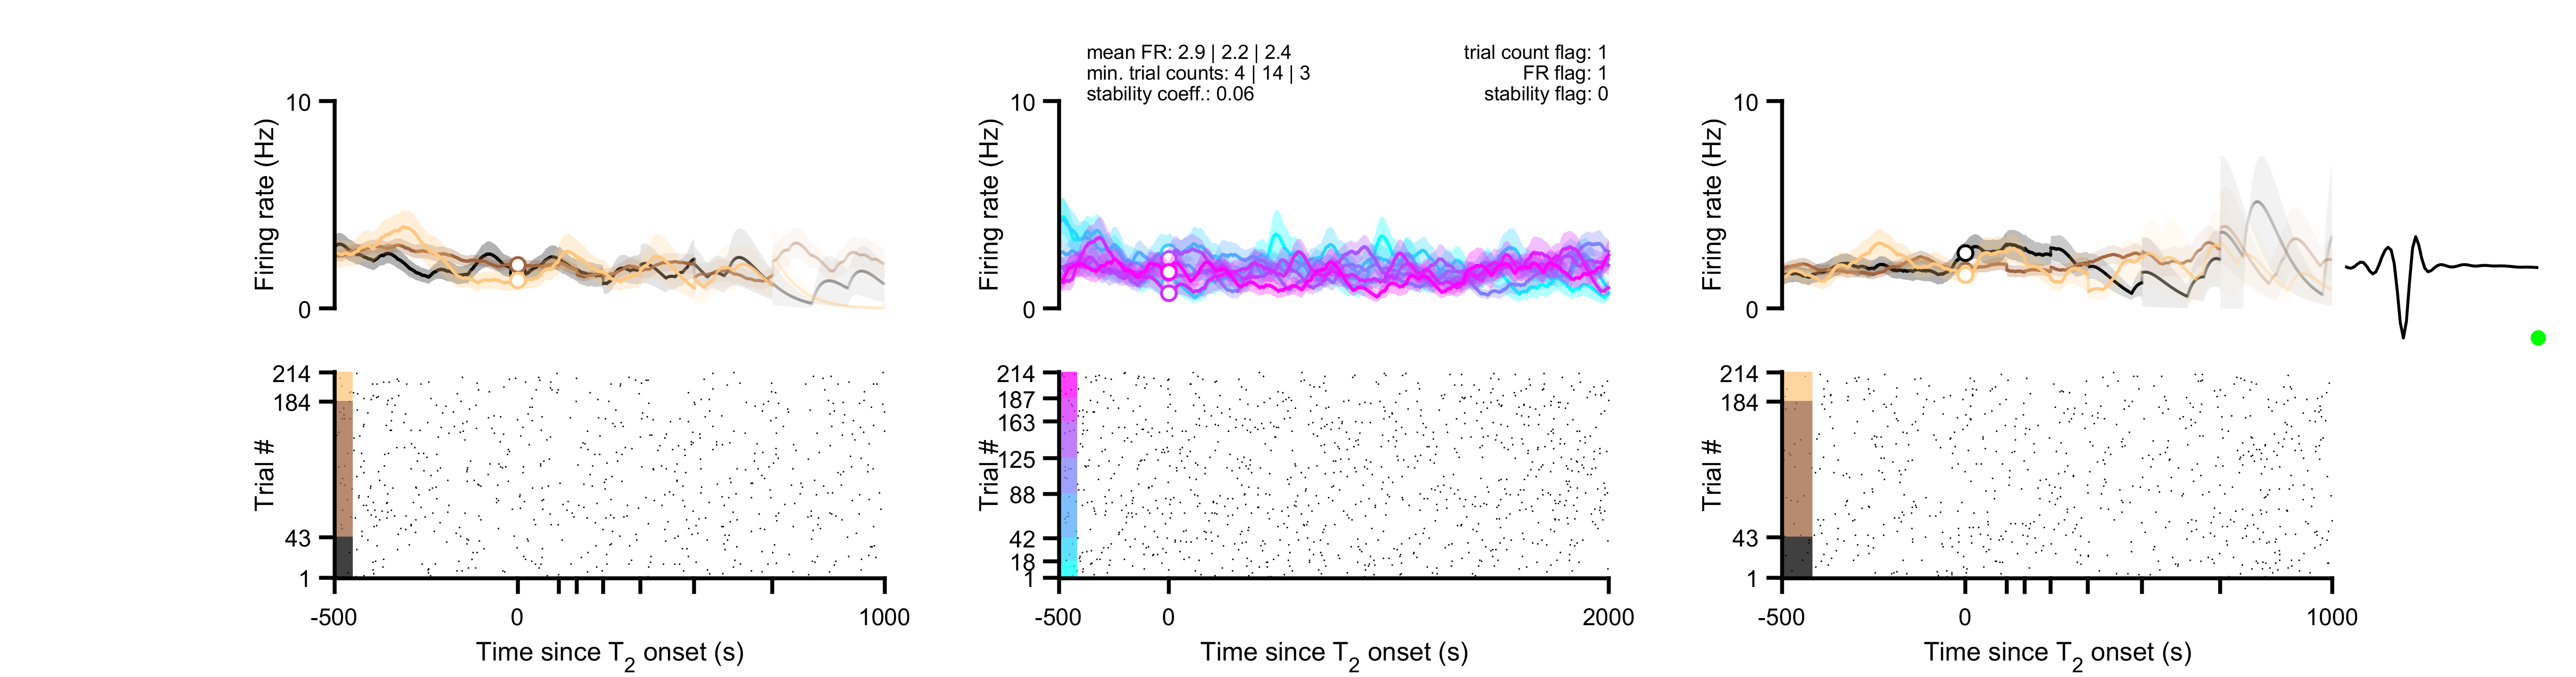 mean FR: 2.9 | 2.2 | 2.4
min. trial counts: 4 | 14 | 3
stability coeff.: 0.06
trial count flag: 1
FR flag: 1
stability flag: 0
10
Firing rate (Hz)
0
10
Firing rate (Hz)
0
10
Firing rate (Hz)
0
214
184
Trial #
43
1
-500
0
1000
Time since T2 onset (s)
214
187
163
125
Trial #
88
42
18
1
-500
0
2000
Time since T2 onset (s)
214
184
Trial #
43
1
-500
0
1000
Time since T2 onset (s)